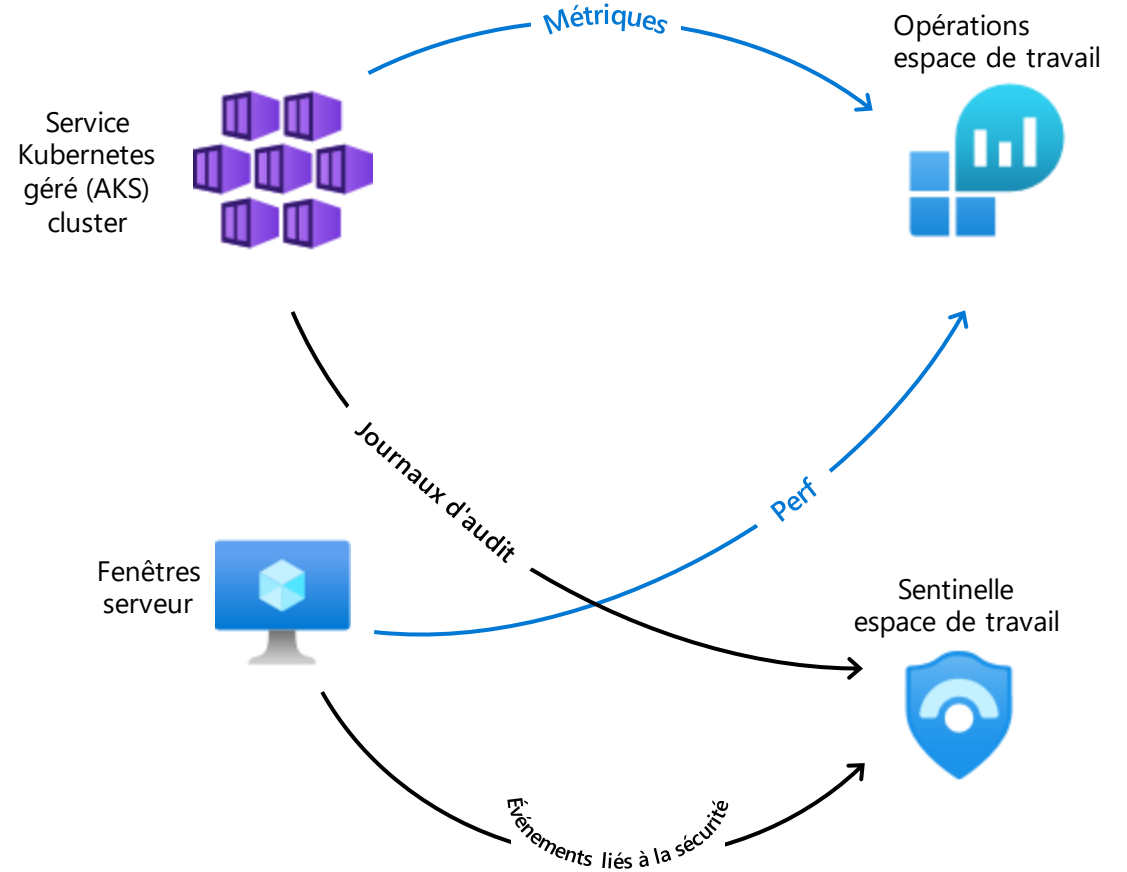 Métriques
Opérations
espace de travail
Service
Kubernetes
géré (AKS)
cluster
Journaux d'audit
Perf
Fenêtres
serveur
Sentinelle
espace de travail
Événements liés à la sécurité